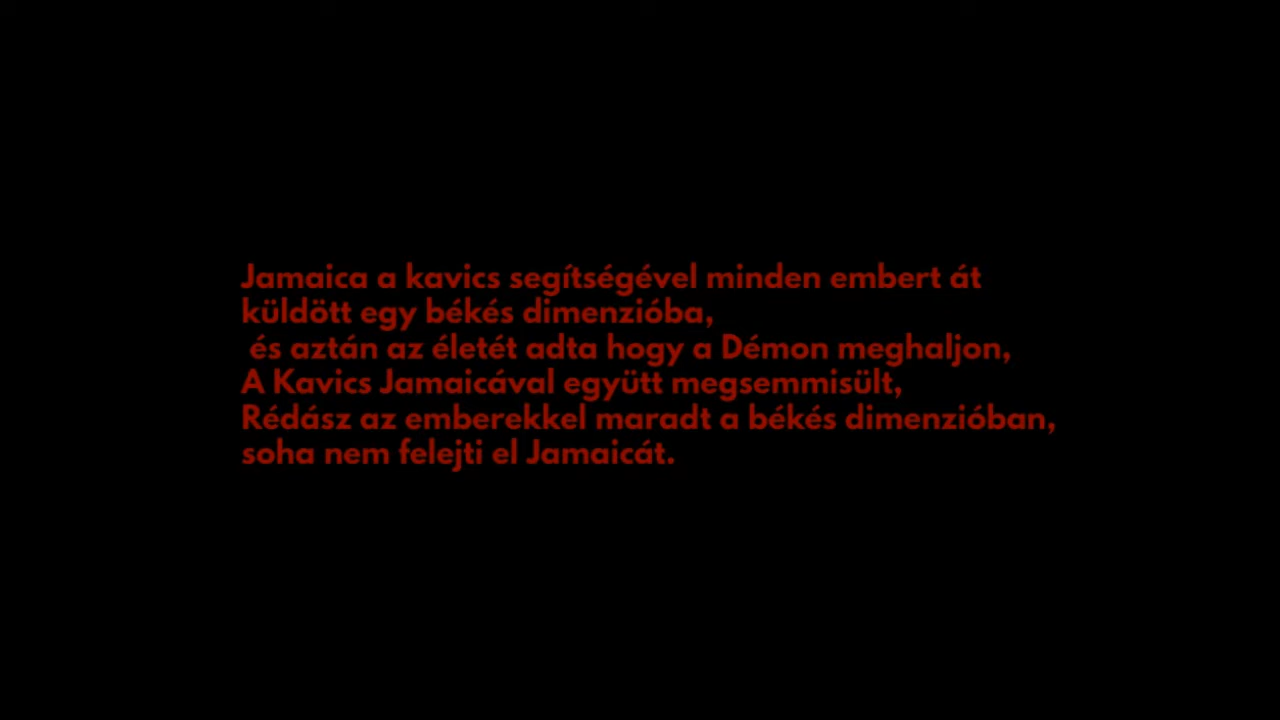 Jamaica a kavics segítségével minden embert át
küldött egy békés dimenzióba,
és aztán az életét adta hogy a Démon meghaljon,
A Kavics Jamaicával együtt megsemmisült,
Rédász az emberekkel maradt a békés dimenzióban,
soha nem felejti el Jamaicát.